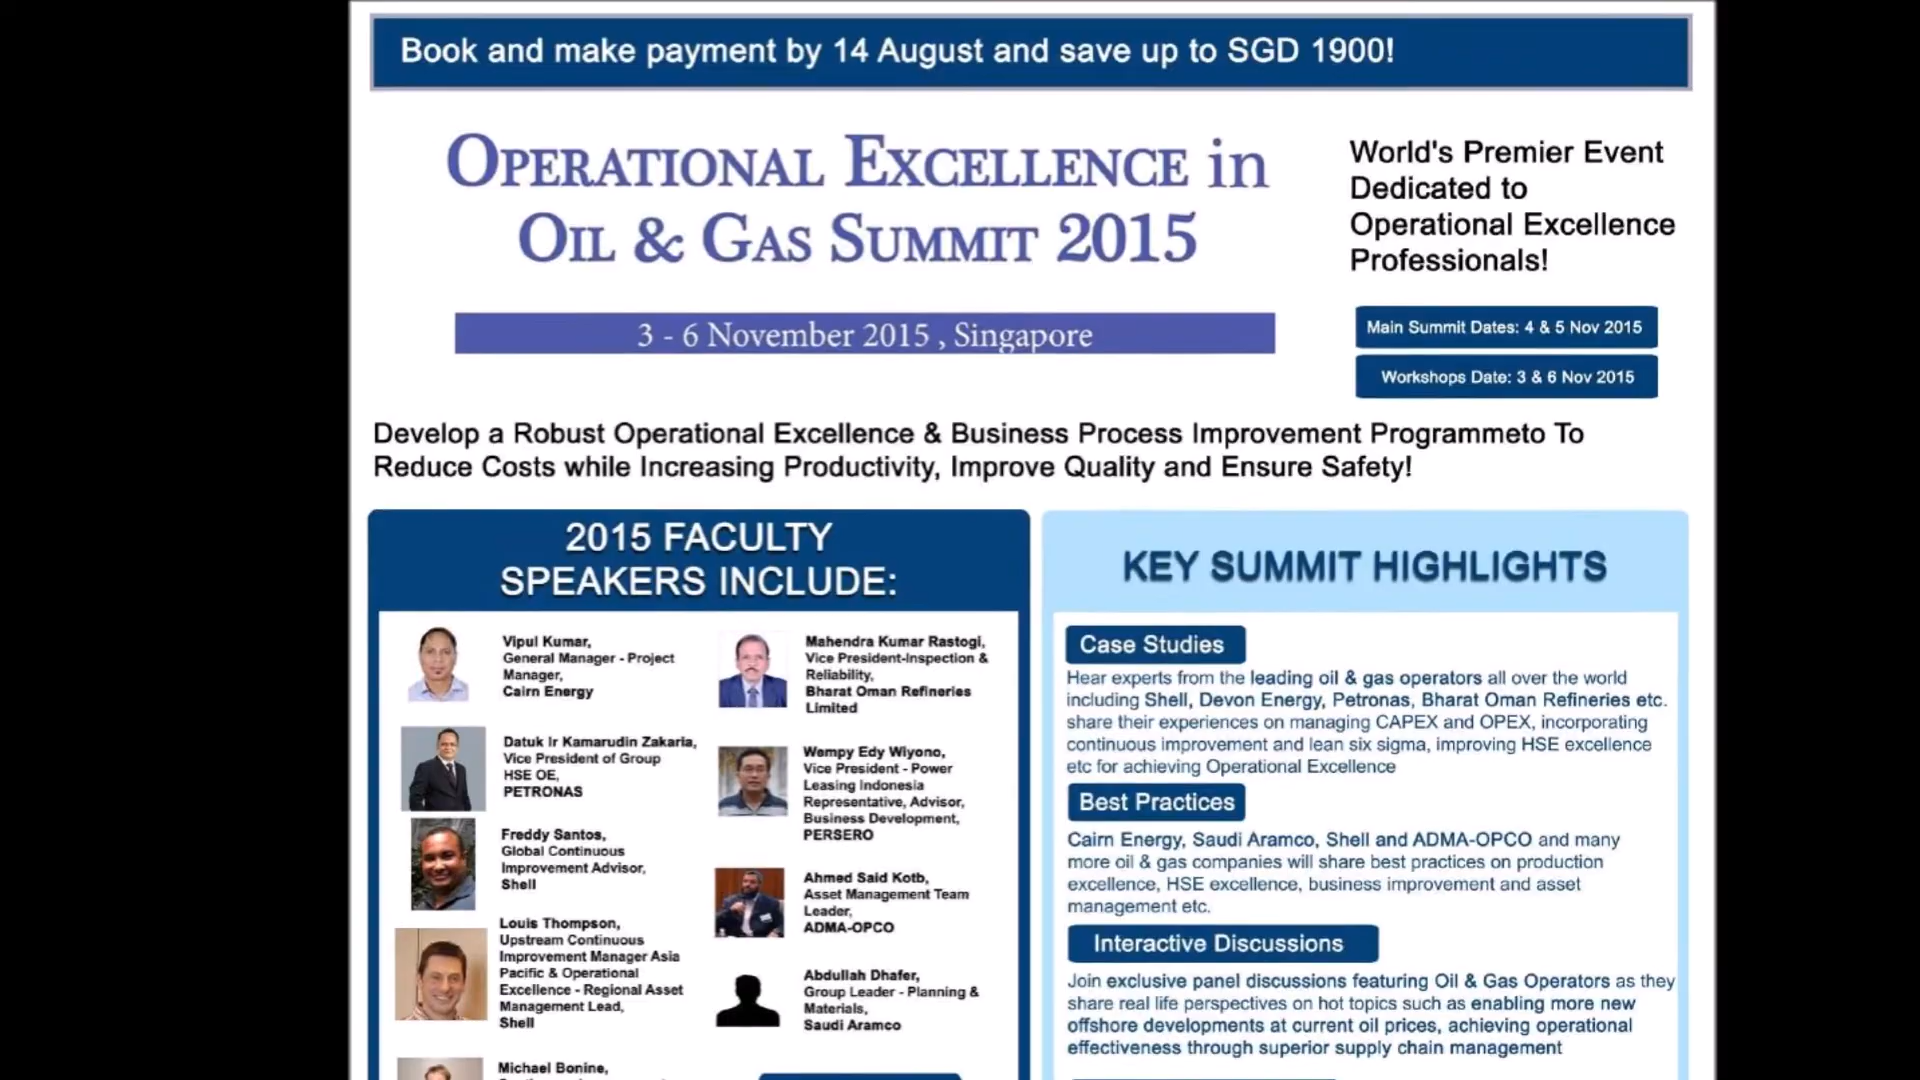 Book and make payment by 14 August and save up to SGD 1900!
OPERATIONAL EXCELLENCE in
OIL & GAS SUMMIT 2015
3 - 6 November 2015 , Singapore
World's Premier Event
Dedicated to
Operational Excellence
Professionals!
Main Summit Dates: 4 & 5 Nov 2015
Workshops Date: 3 & 6 Nov 2015
Develop a Robust Operational Excellence & Business Process Improvement Programmeto To
Reduce Costs while Increasing Productivity, Improve Quality and Ensure Safety!
2015 FACULTY
SPEAKERS INCLUDE:
Vipul Kumar,
General Manager - Project
Manager,
Cairn Energy
Datuk Ir Kamarudin Zakaria,
Vice President of Group
HSE OE,
PETRONAS
Freddy Santos,
Global Continuous
Improvement Advisor,
Shell
Louis Thompson,
Upstream Continuous
Improvement Manager Asia
Pacific & Operational
Excellence - Regional Asset
Management Lead,
Shell
Michael Bonine,
Mahendra Kumar Rastogi,
Vice President-Inspection &
Reliability,
Bharat Oman Refineries
Limited
Wempy Edy Wiyono,
Vice President - Power
Leasing Indonesia
Representative, Advisor,
Business Development,
PERSERO
Ahmed Said Kotb,
Asset Management Team
Leader,
ADMA-OPCO
Abdullah Dhafer,
Group Leader - Planning &
Materials,
Saudi Aramco
KEY SUMMIT HIGHLIGHTS
Case Studies
Hear experts from the leading oil & gas operators all over the world
including Shell, Devon Energy, Petronas, Bharat Oman Refineries etc.
share their experiences on managing CAPEX and OPEX, incorporating
continuous improvement and lean six sigma, improving HSE excellence
etc for achieving Operational Excellence
Best Practices
Cairn Energy, Saudi Aramco, Shell and ADMA-OPCO and many
more oil & gas companies will share best practices on production
excellence, HSE excellence, business improvement and asset
management etc.
Interactive Discussions
Join exclusive panel discussions featuring Oil & Gas Operators as they
share real life perspectives on hot topics such as enabling more new
offshore developments at current oil prices, achieving operational
effectiveness through superior supply chain management